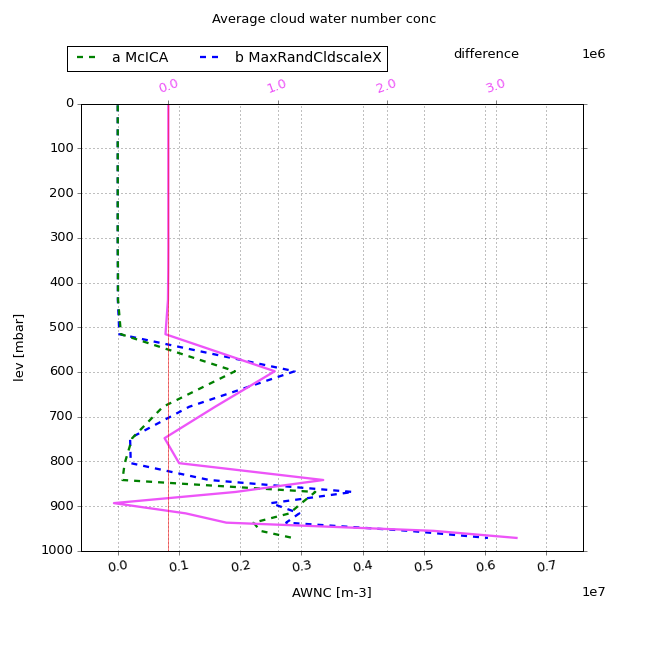 Average cloud water number conc
a McICA b MaxRandCldscaleX difference 1e6
0.0 1.0 2.0 3.0
0
100
200
300
400
500
600
700
800
900
1000
lev [mbar]
0.0 0.1 0.2 0.3 0.4 0.5 0.6 0.7
AWNC [m-3] 1e7